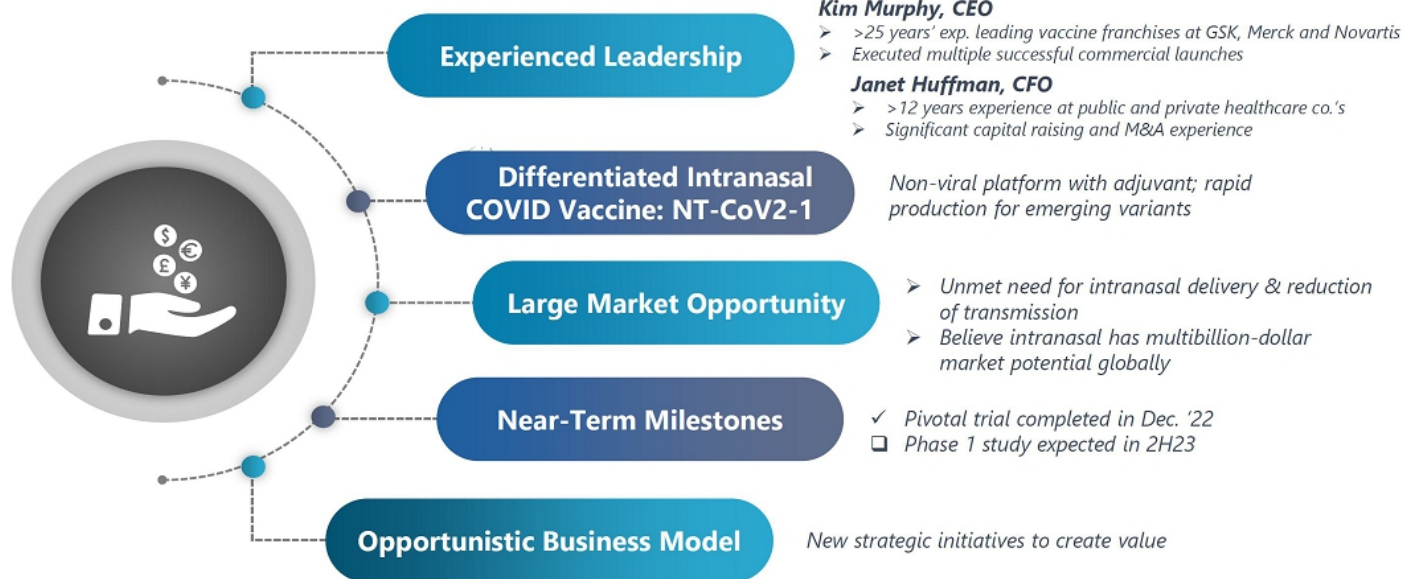 Kim Murphy, CEO
➤ >25 years' exp. leading vaccine franchises at GSK, Merck and Novartis
➤ Executed multiple successful commercial launches
Experienced Leadership
Janet Huffman, CFO
➤ >12 years experience at public and private healthcare co.'s
➤ Significant capital raising and M&A experience
Differentiated Intranasal
COVID Vaccine: NT-CoV2-1
Non-viral platform with adjuvant; rapid
production for emerging variants
$
€
£
¥
Large Market Opportunity
➤ Unmet need for intranasal delivery & reduction
of transmission
➤ Believe intranasal has multibillion-dollar
market potential globally
Near-Term Milestones
✓ Pivotal trial completed in Dec. '22
❑ Phase 1 study expected in 2H23
Opportunistic Business Model
New strategic initiatives to create value